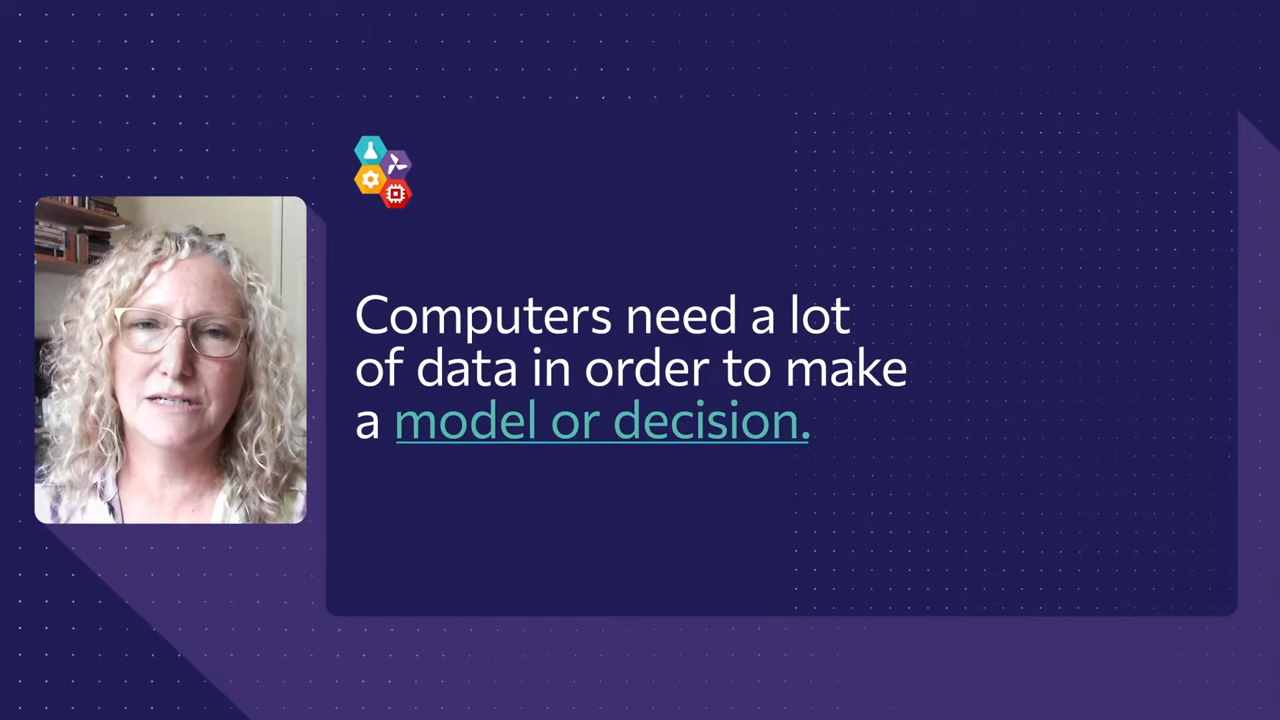 Computers need a lot
of data in order to make
a model or decision.